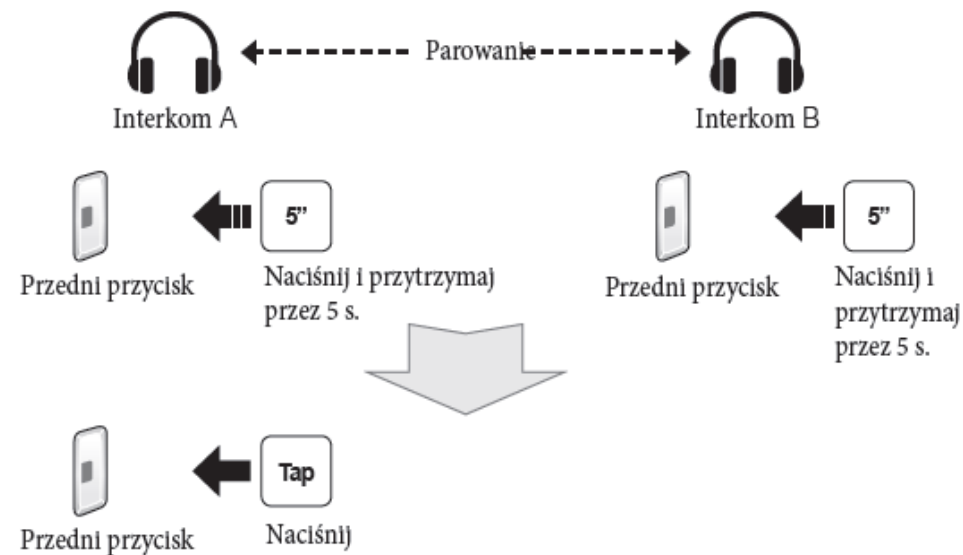 Parowanie
Interkom A
Interkom B
5”
5”
Przedni przycisk
Naciśnij i przytrzymaj
przez 5 s.
Przedni przycisk
Naciśnij i
przytrzymaj
przez 5 s.
Tap
Przedni przycisk
Naciśnij